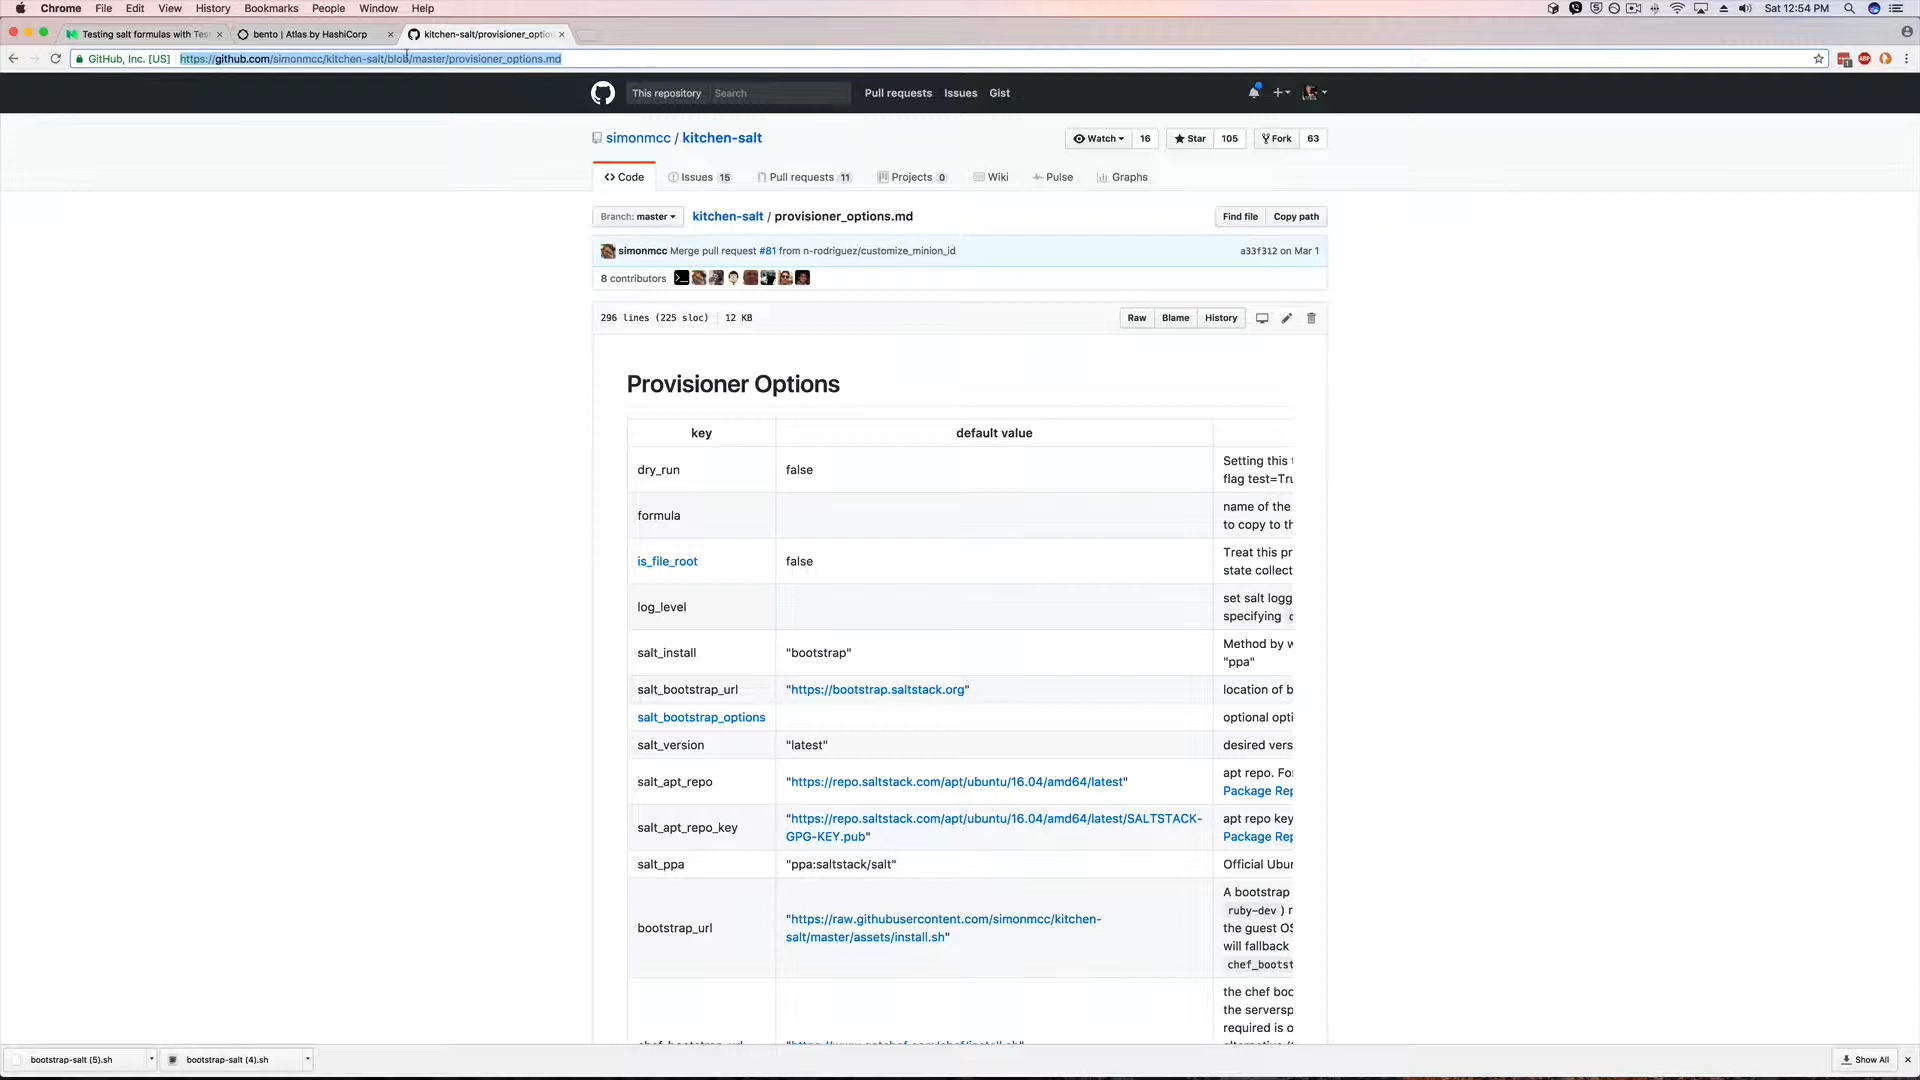 Chrome File Edit View History Bookmarks People Window Help Sat 12:54 PM
Testing salt formulas with Test bento | Atlas by HashiCorp kitchen-salt/provisioner_optio
GitHub, Inc. [US] https://github.com/simonmcc/kitchen-salt/blob/master/provisioner_options.md
This repository Search Pull requests Issues Gist
simonmcc / kitchen-salt Watch 16 Star 105 Fork 63
Code Issues 15 Pull requests 11 Projects 0 Wiki Pulse Graphs
Branch: master kitchen-salt / provisioner_options.md Find file Copy path
simonmcc Merge pull request #81 from n-rodriguez/customize_minion_id a33f312 on Mar 1
8 contributors
296 lines (225 sloc) 12 KB Raw Blame History
Provisioner Options
key default value
dry_run false Setting this
flag test=Tru
formula name of the
to copy to th
is_file_root false Treat this pr
state collect
log_level set salt logg
specifying
salt_install "bootstrap" Method by w
"ppa"
salt_bootstrap_url "https://bootstrap.saltstack.org" location of b
salt_bootstrap_options optional opti
salt_version "latest" desired vers
salt_apt_repo "https://repo.saltstack.com/apt/ubuntu/16.04/amd64/latest" apt repo. For
Package Rep
salt_apt_repo_key "https://repo.saltstack.com/apt/ubuntu/16.04/amd64/latest/SALTSTACK-
GPG-KEY.pub" apt repo key
Package Rep
salt_ppa "ppa:saltstack/salt" Official Ubun
bootstrap_url "https://raw.githubusercontent.com/simonmcc/kitchen-
salt/master/assets/install.sh" A bootstrap
ruby-dev ) r
the guest OS
will fallback
chef_bootst
the chef boo
the serversp
required is o
bootstrap-salt (5).sh bootstrap-salt (4).sh Show All